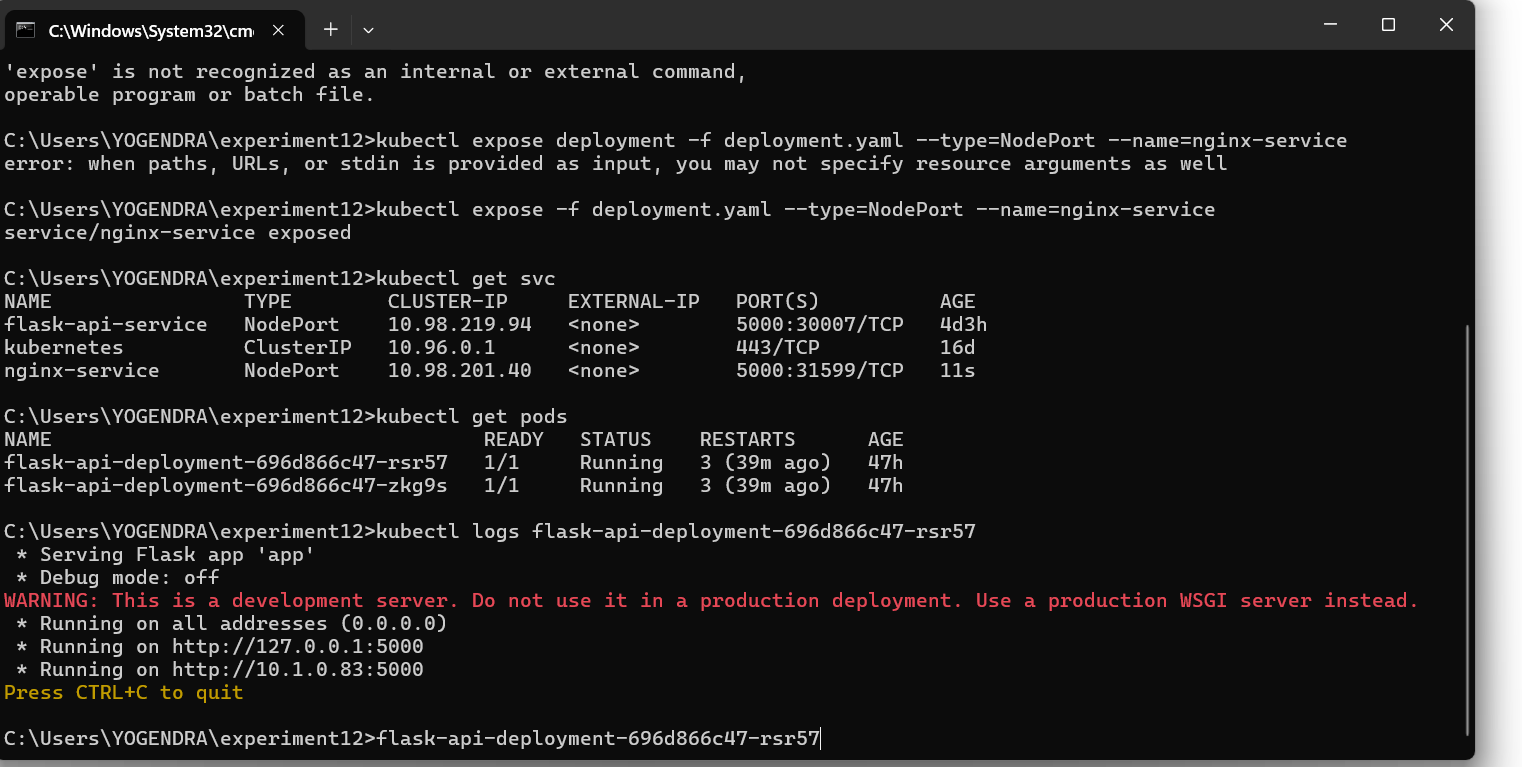 C:\Windows\System32\cm
'expose' is not recognized as an internal or external command,
operable program or batch file.
C:\Users\YOGENDRA\experiment12>kubectl expose deployment -f deployment.yaml --type=NodePort --name=nginx-service
error: when paths, URLs, or stdin is provided as input, you may not specify resource arguments as well
C:\Users\YOGENDRA\experiment12>kubectl expose -f deployment.yaml --type=NodePort --name=nginx-service
service/nginx-service exposed
C:\Users\YOGENDRA\experiment12>kubectl get svc
NAME                TYPE        CLUSTER-IP     EXTERNAL-IP   PORT(S)          AGE
flask-api-service   NodePort    10.98.219.94   <none>        5000:30007/TCP   4d3h
kubernetes          ClusterIP   10.96.0.1      <none>        443/TCP          16d
nginx-service       NodePort    10.98.201.40   <none>        5000:31599/TCP   11s
C:\Users\YOGENDRA\experiment12>kubectl get pods
NAME                                    READY   STATUS    RESTARTS      AGE
flask-api-deployment-696d866c47-rsr57   1/1     Running   3 (39m ago)   47h
flask-api-deployment-696d866c47-zkg9s   1/1     Running   3 (39m ago)   47h
C:\Users\YOGENDRA\experiment12>kubectl logs flask-api-deployment-696d866c47-rsr57
 * Serving Flask app 'app'
 * Debug mode: off
WARNING: This is a development server. Do not use it in a production deployment. Use a production WSGI server instead.
 * Running on all addresses (0.0.0.0)
 * Running on http://127.0.0.1:5000
 * Running on http://10.1.0.83:5000
Press CTRL+C to quit
C:\Users\YOGENDRA\experiment12>flask-api-deployment-696d866c47-rsr57